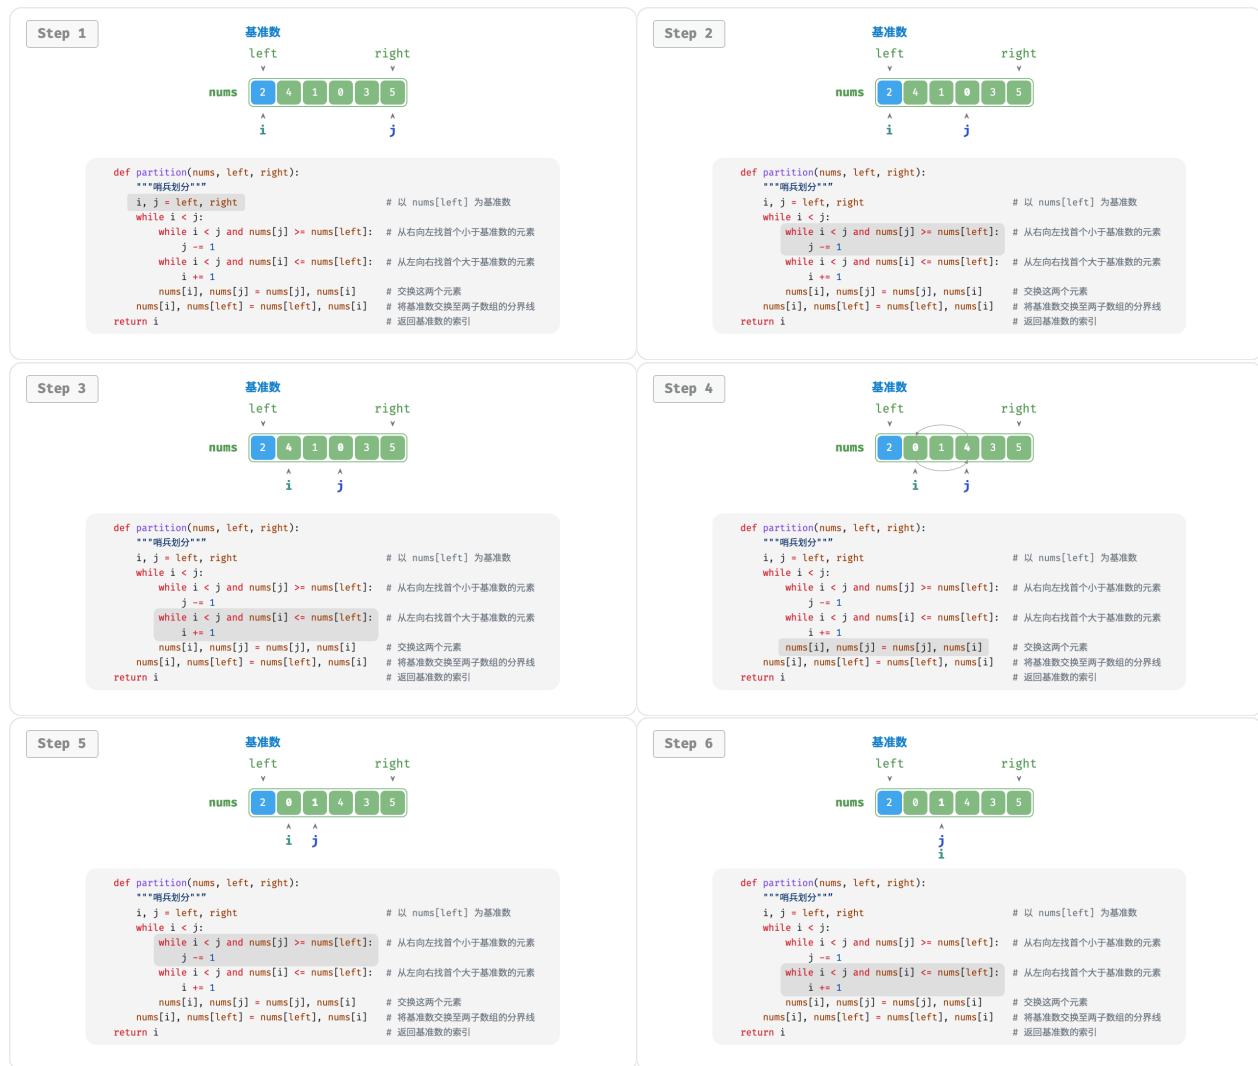 Step 1
基准数
left right
nums 2 4 1 0 3 5
i j
def partition(nums, left, right):
"""哨兵划分"""
i, j = left, right # 以 nums[left] 为基准数
while i < j:
while i < j and nums[j] >= nums[left]: # 从右向左找首个小于基准数的元素
j -= 1
while i < j and nums[i] <= nums[left]: # 从左向右找首个大于基准数的元素
i += 1
nums[i], nums[j] = nums[j], nums[i] # 交换这两个元素
nums[i], nums[left] = nums[left], nums[i] # 将基准数交换至两子数组的分界线
return i # 返回基准数的索引
Step 2
基准数
left right
nums 2 4 1 0 3 5
i j
def partition(nums, left, right):
"""哨兵划分"""
i, j = left, right # 以 nums[left] 为基准数
while i < j:
while i < j and nums[j] >= nums[left]: # 从右向左找首个小于基准数的元素
j -= 1
while i < j and nums[i] <= nums[left]: # 从左向右找首个大于基准数的元素
i += 1
nums[i], nums[j] = nums[j], nums[i] # 交换这两个元素
nums[i], nums[left] = nums[left], nums[i] # 将基准数交换至两子数组的分界线
return i # 返回基准数的索引
Step 3
基准数
left right
nums 2 4 1 0 3 5
i j
def partition(nums, left, right):
"""哨兵划分"""
i, j = left, right # 以 nums[left] 为基准数
while i < j:
while i < j and nums[j] >= nums[left]: # 从右向左找首个小于基准数的元素
j -= 1
while i < j and nums[i] <= nums[left]: # 从左向右找首个大于基准数的元素
i += 1
nums[i], nums[j] = nums[j], nums[i] # 交换这两个元素
nums[i], nums[left] = nums[left], nums[i] # 将基准数交换至两子数组的分界线
return i # 返回基准数的索引
Step 4
基准数
left right
nums 2 0 1 4 3 5
i j
def partition(nums, left, right):
"""哨兵划分"""
i, j = left, right # 以 nums[left] 为基准数
while i < j:
while i < j and nums[j] >= nums[left]: # 从右向左找首个小于基准数的元素
j -= 1
while i < j and nums[i] <= nums[left]: # 从左向右找首个大于基准数的元素
i += 1
nums[i], nums[j] = nums[j], nums[i] # 交换这两个元素
nums[i], nums[left] = nums[left], nums[i] # 将基准数交换至两子数组的分界线
return i # 返回基准数的索引
Step 5
基准数
left right
nums 2 0 1 4 3 5
i j
def partition(nums, left, right):
"""哨兵划分"""
i, j = left, right # 以 nums[left] 为基准数
while i < j:
while i < j and nums[j] >= nums[left]: # 从右向左找首个小于基准数的元素
j -= 1
while i < j and nums[i] <= nums[left]: # 从左向右找首个大于基准数的元素
i += 1
nums[i], nums[j] = nums[j], nums[i] # 交换这两个元素
nums[i], nums[left] = nums[left], nums[i] # 将基准数交换至两子数组的分界线
return i # 返回基准数的索引
Step 6
基准数
left right
nums 2 0 1 4 3 5
j
i
def partition(nums, left, right):
"""哨兵划分"""
i, j = left, right # 以 nums[left] 为基准数
while i < j:
while i < j and nums[j] >= nums[left]: # 从右向左找首个小于基准数的元素
j -= 1
while i < j and nums[i] <= nums[left]: # 从左向右找首个大于基准数的元素
i += 1
nums[i], nums[j] = nums[j], nums[i] # 交换这两个元素
nums[i], nums[left] = nums[left], nums[i] # 将基准数交换至两子数组的分界线
return i # 返回基准数的索引